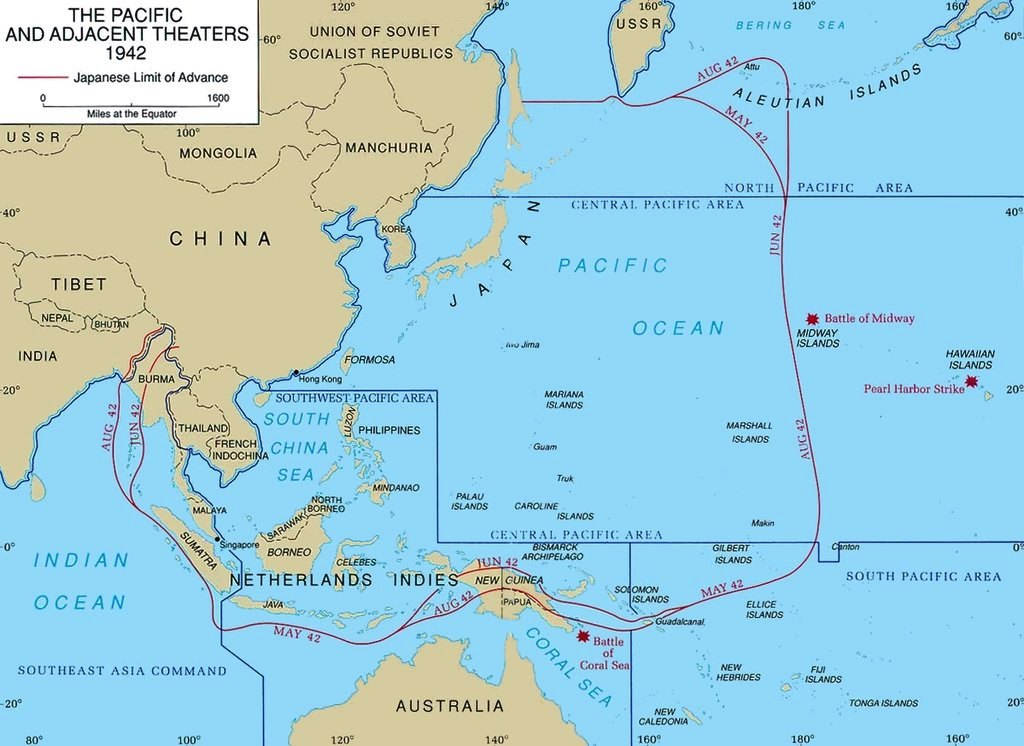 THE PACIFIC
AND ADJACENT THEATERS
1942
Japanese Limit of Advance
0 1600
Miles at the Equator
120°
140°
180°
160°
60°
60°
UNION OF SOVIET
SOCIALIST REPUBLICS
USSR
BERING SEA
AUG 42
Attu
ALEUTIAN ISLANDS
MAY 42
USSR
100°
MONGOLIA
MANCHURIA
NORTH PACIFIC AREA
CENTRAL PACIFIC AREA
40°
40°
CHINA
KOREA
JAPAN
JUN 42
PACIFIC
OCEAN
TIBET
NEPAL
BHUTAN
INDIA
BURMA
Battle of Midway
MIDWAY
ISLANDS
Iwo Jima
FORMOSA
Hong Kong
HAWAIIAN
ISLANDS
Pearl Harbor Strike
20°
20°
SOUTHWEST PACIFIC AREA
SOUTH
CHINA
SEA
LUZON
PHILIPPINES
MARIANA
ISLANDS
AUG 42
JUN 42
THAILAND
FRENCH
INDOCHINA
MARSHALL
ISLANDS
AUG 42
Guam
Truk
MINDANAO
PALAU
ISLANDS
CAROLINE
ISLANDS
NORTH
BORNEO
SARAWAK
MALAYA
Singapore
Makin
CENTRAL PACIFIC AREA
0°
0°
INDIAN
OCEAN
SUMATRA
BORNEO
CELEBES
BISMARCK
ARCHIPELAGO
GILBERT
ISLANDS
Canton
NETHERLANDS INDIES
JUN 42
NEW GUINEA
PAPUA
SOUTH PACIFIC AREA
SOLOMON
ISLANDS
MAY 42
JAVA
AUG 42
ELLICE
ISLANDS
Guadalcanal
MAY 42
Battle
of
Coral Sea
CORAL SEA
SOUTHEAST ASIA COMMAND
NEW
HEBRIDES
FIJI
ISLANDS
TONGA ISLANDS
AUSTRALIA
NEW
CALEDONIA
20°
20°
80°
100°
120°
140°
160°
180°
160°